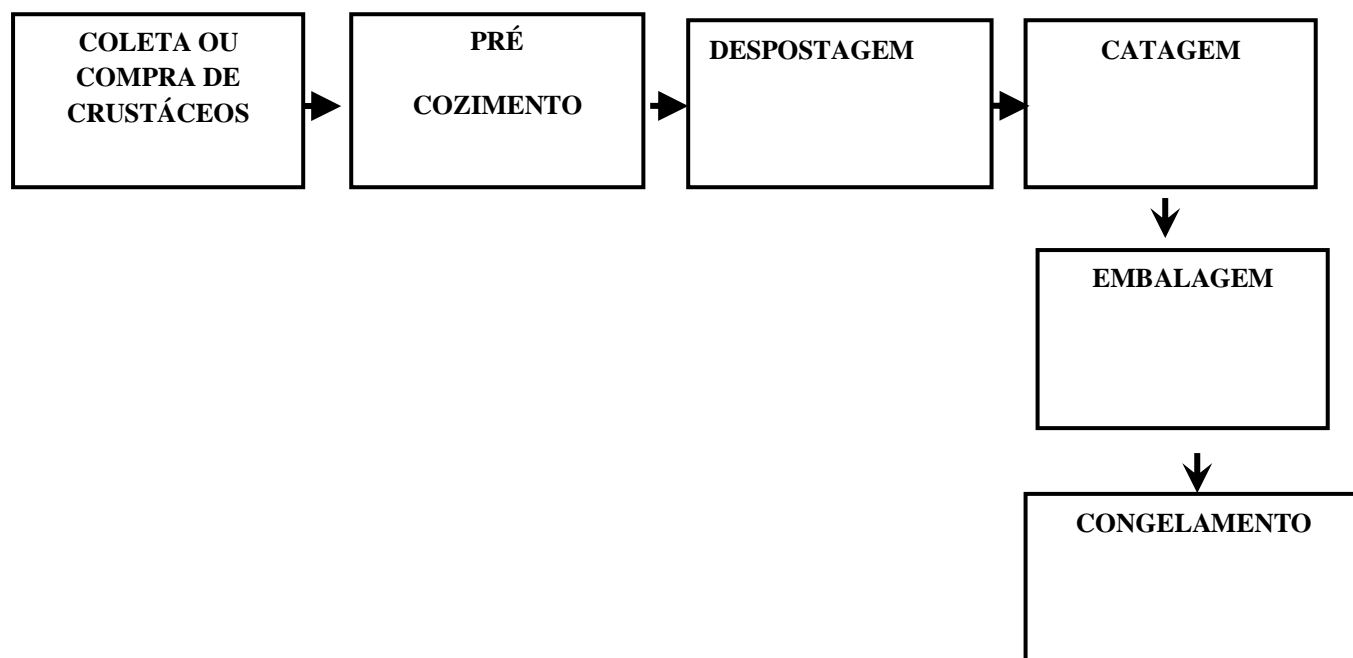 COLETA OU
COMPRA DE
CRUSTÁCEOS
PRÉ
COZIMENTO
DESPOSTAGEM
CATAGEM
EMBALAGEM
CONGELAMENTO